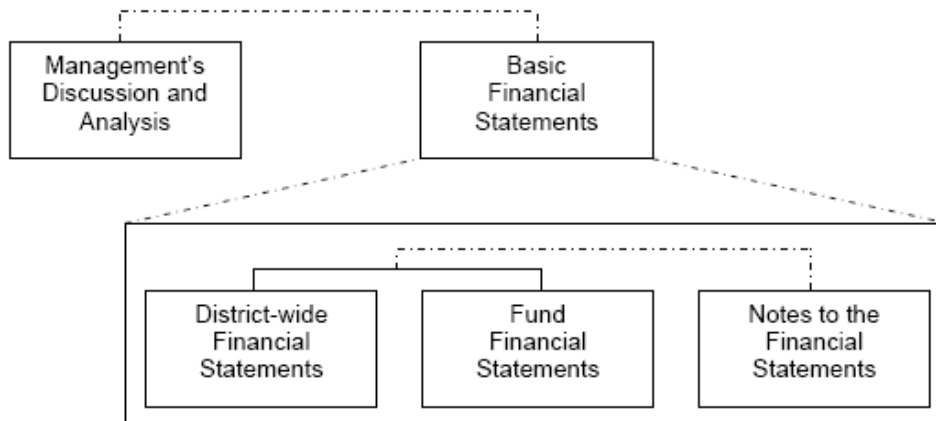 Management's
Discussion and
Analysis
Basic
Financial
Statements
District-wide
Financial
Statements
Fund
Financial
Statements
Notes to the
Financial
Statements